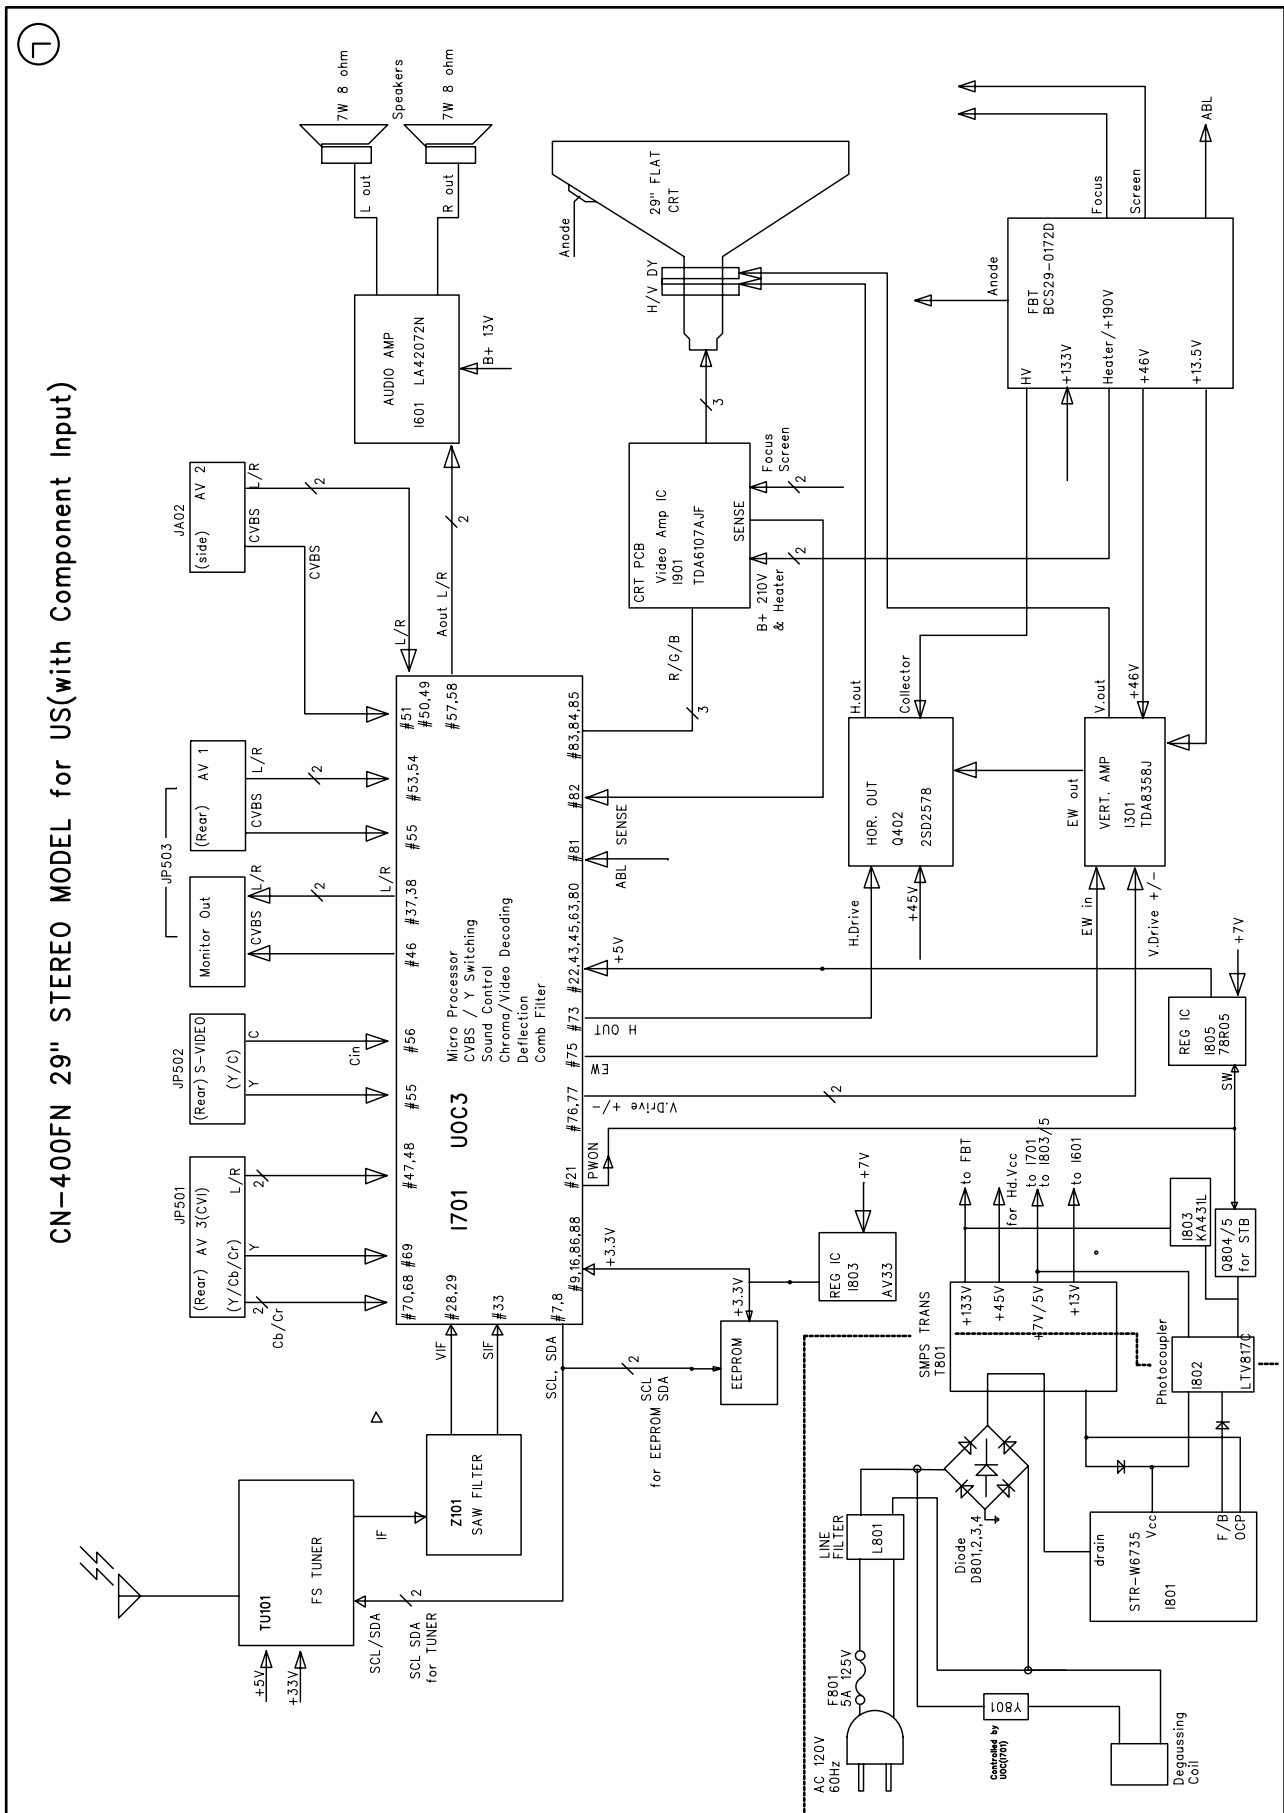 L
CN-400FN 29" STEREO MODEL for US(with Component Input)
TU101
FS TUNER
+5V
+33V
SCL/SDA
SCL SDA
for TUNER
2
IF
Z101
SAW FILTER
VIF
SIF
SCL, SDA
2
SCL
for EEPROM SDA
EEPROM
+3.3V
REG IC
I803
AV33
+7V
JP501
(Rear) AV 3(CVI)
(Y/Cb/Cr)
2
Cb/Cr
Y
2
L/R
JP502
(Rear) S-VIDEO
(Y/C)
Y
C
Cin
JP503
Monitor Out
CVBS
L/R
2
L/R
(Rear) AV 1
CVBS
L/R
2
JA02
(side) AV 2
CVBS
L/R
2
CVBS
L/R
#70,68 #69
#47,48
#55
#56
#46
#37,38
#55
#53,54
#51
#50,49
#28,29
#57,58
#33
I701 UOC3
Micro Processor
CVBS / Y Switching
Sound Control
Chroma/Video Decoding
Deflection
Comb Filter
#7,8
#9,16,86,88
#21
#76,77
#75
#73
#22,43,45,63,80
#81
#82
#83,84,85
+3.3V
PWON
V.Drive +/-
EW
H OUT
+5V
ABL
SENSE
R/G/B
3
2
Aout L/R
2
AUDIO AMP
I601 LA42072N
B+ 13V
L out
R out
7W 8 ohm
Speakers
7W 8 ohm
CRT PCB
Video Amp IC
I901
TDA6107AJF
SENSE
B+ 210V
& Heater
2
Focus
Screen
2
3
H/V DY
Anode
29" FLAT
CRT
HOR. OUT
Q402
2SD2578
H.Drive
+45V
H.out
Collector
EW out
VERT. AMP
I301
TDA8358J
EW in
V.Drive +/-
V.out
+46V
FBT
BCS29-0172D
HV
+133V
Heater/+190V
+46V
+13.5V
Anode
Focus
Screen
ABL
REG IC
I805
78R05
+7V
SW
SMPS TRANS
T801
+133V
+45V
+7V/5V
+13V
to FBT
for Hd.Vcc
to I701
to I803/5
to I601
I803
KA431L
Q804/5
for STB
Photocoupler
I802
LTV817C
AC 120V
60Hz
F801
5A 125V
LINE
FILTER
L801
Diode
D801,2,3,4
Controlled by
UOC(I701)
Y801
Degaussing
Coil
drain
STR-W6735
I801
Vcc
F/B
OCP